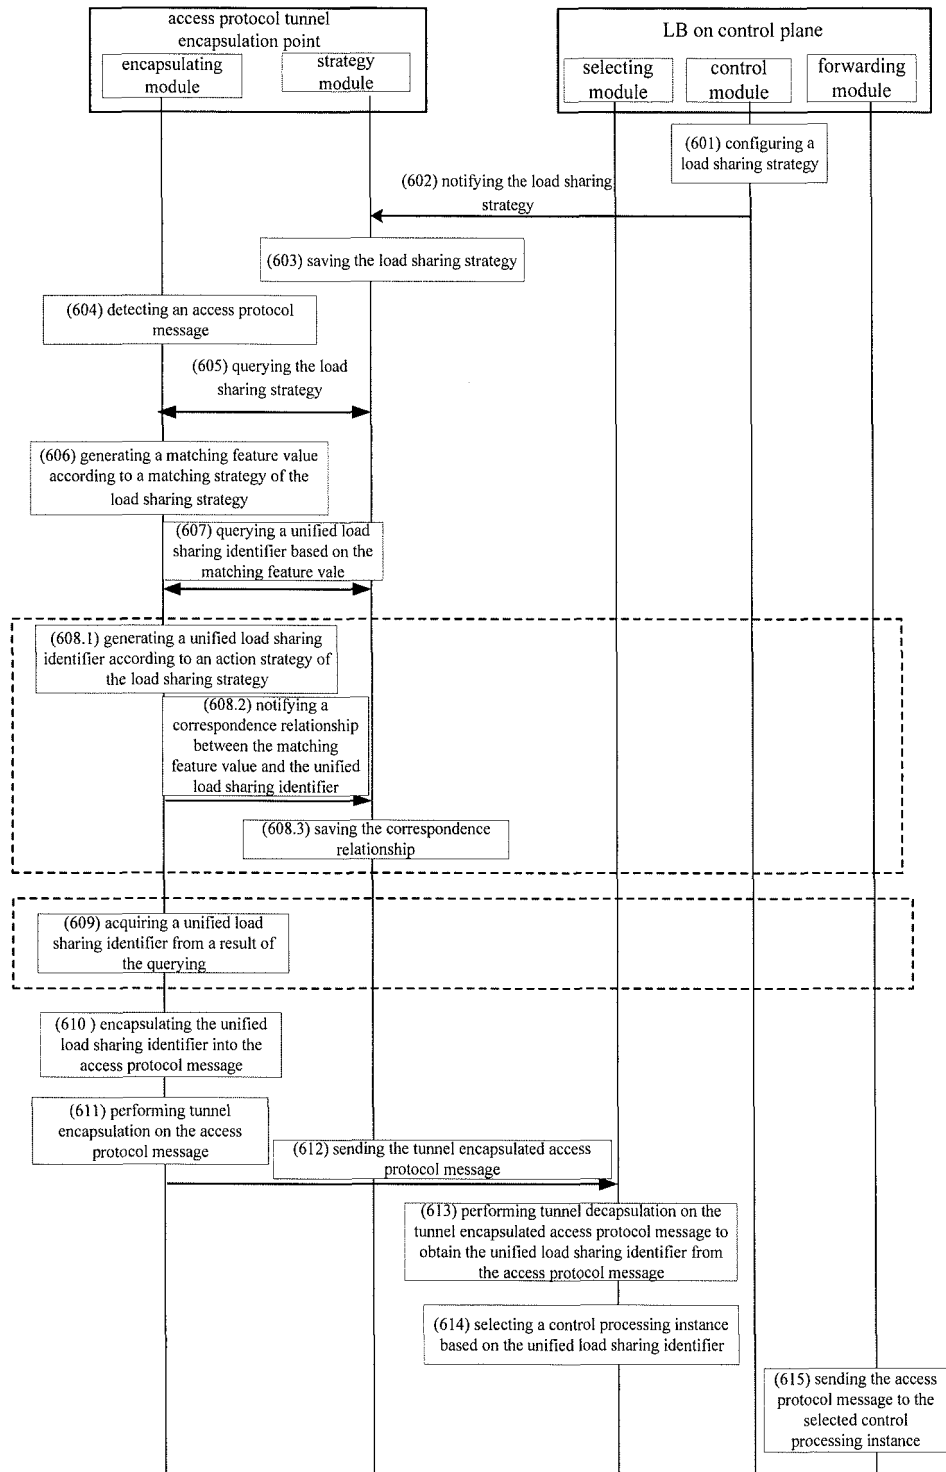 access protocol tunnel
encapsulation point
encapsulating
module
strategy
module
LB on control plane
selecting
module
control
module
forwarding
module
(601) configuring a
load sharing strategy)
(602) notifying the load sharing
strategy
(603) saving the load sharing strategy
(604) detecting an access protocol
message
(605) querying the load
sharing strategy
(606) generating a matching feature value
according to a matching strategy of the
load sharing strategy
(607) querying a unified load
sharing identifier based on the
matching feature vale
(608.1) generating a unified load sharing
identifier according to an action strategy of
the load sharing strategy
(608.2) notifying a
correspondence relationship
between the matching
feature value and the unified
load sharing identifier
(608.3) saving the correspondence
relationship
(609) acquiring a unified load
sharing identifier from a result of
the querying
(610 ) encapsulating the unified
load sharing identifier into the
access protocol message
(611) performing tunnel
encapsulation on the access
protocol message
(612) sending the tunnel encapsulated access
protocol message
(613) performing tunnel decapsulation on the
tunnel encapsulated access protocol message to
obtain the unified load sharing identifier from
the access protocol message
(614) selecting a control processing instance
based on the unified load sharing identifier
(615) sending the access
protocol message to the
selected control
processing instance